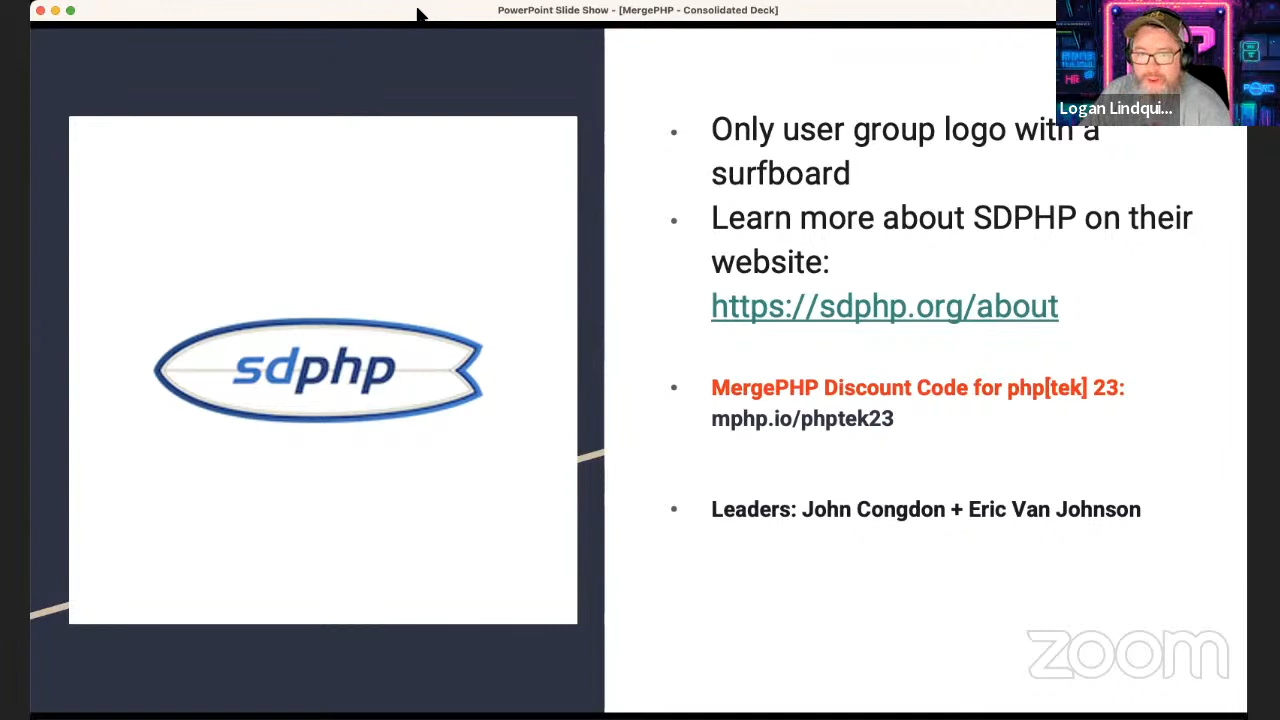 PowerPoint Slide Show - [MergePHP - Consolidated Deck]
Logan Lindqui...
Only user group logo with a
surfboard
Learn more about SDPHP on their
website:
https://sdphp.org/about
MergePHP Discount Code for php[tek] 23:
mphp.io/phptek23
Leaders: John Congdon + Eric Van Johnson
sdphp
zoom